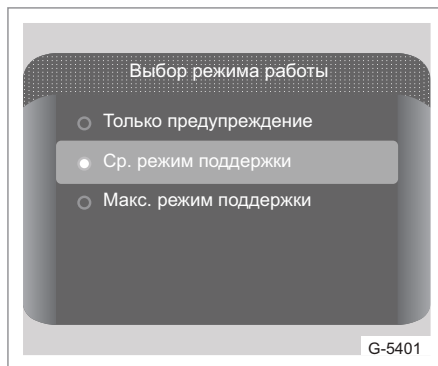 Выбор режима работы
Только предупреждение
Ср. режим поддержки
Макс. режим поддержки
G-5401